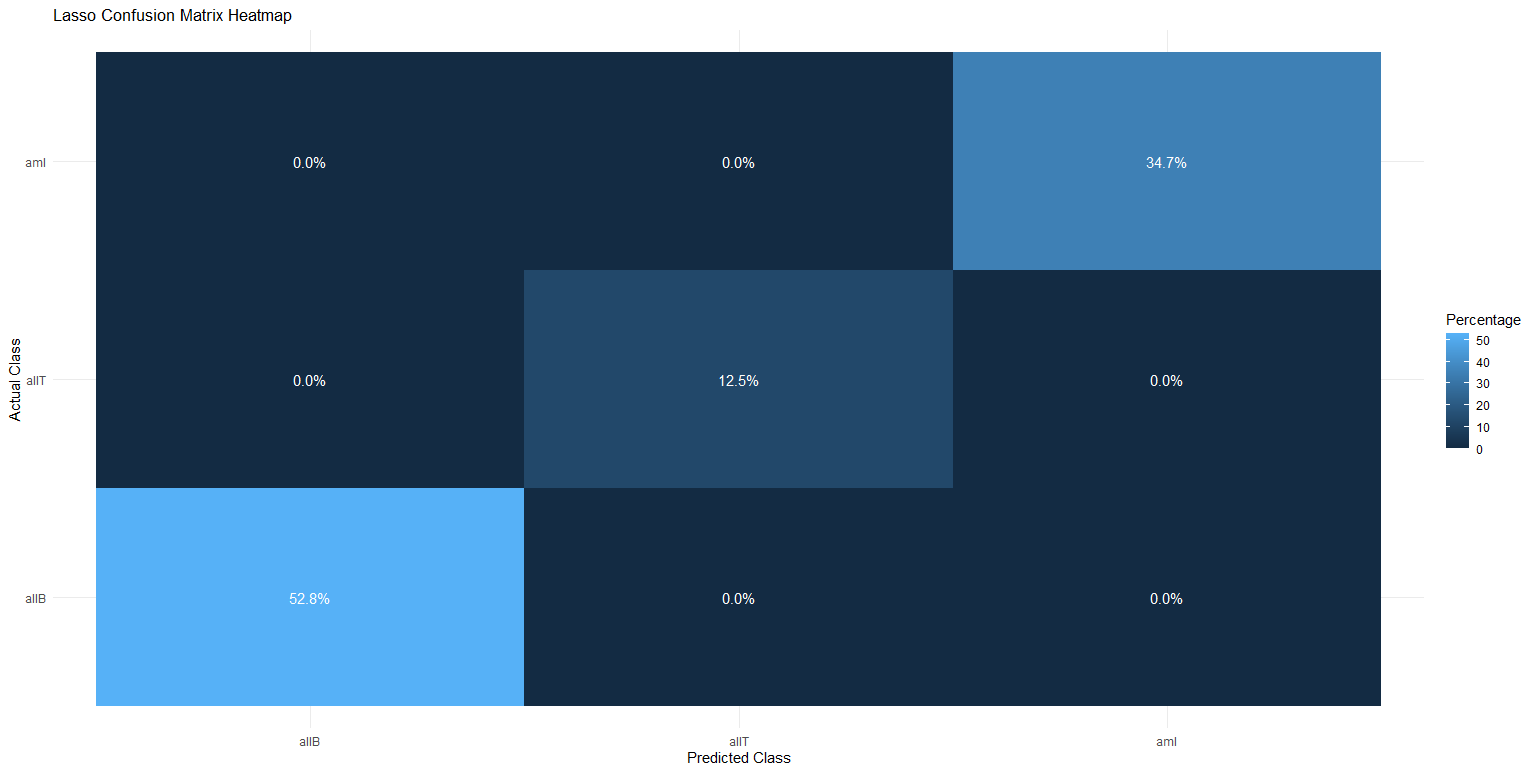 Lasso Confusion Matrix Heatmap
aml
0.0%
0.0%
34.7%
Actual Class
allT
0.0%
12.5%
0.0%
allB
52.8%
0.0%
0.0%
allB
allT
aml
Predicted Class
Percentage
50
40
30
20
10
0